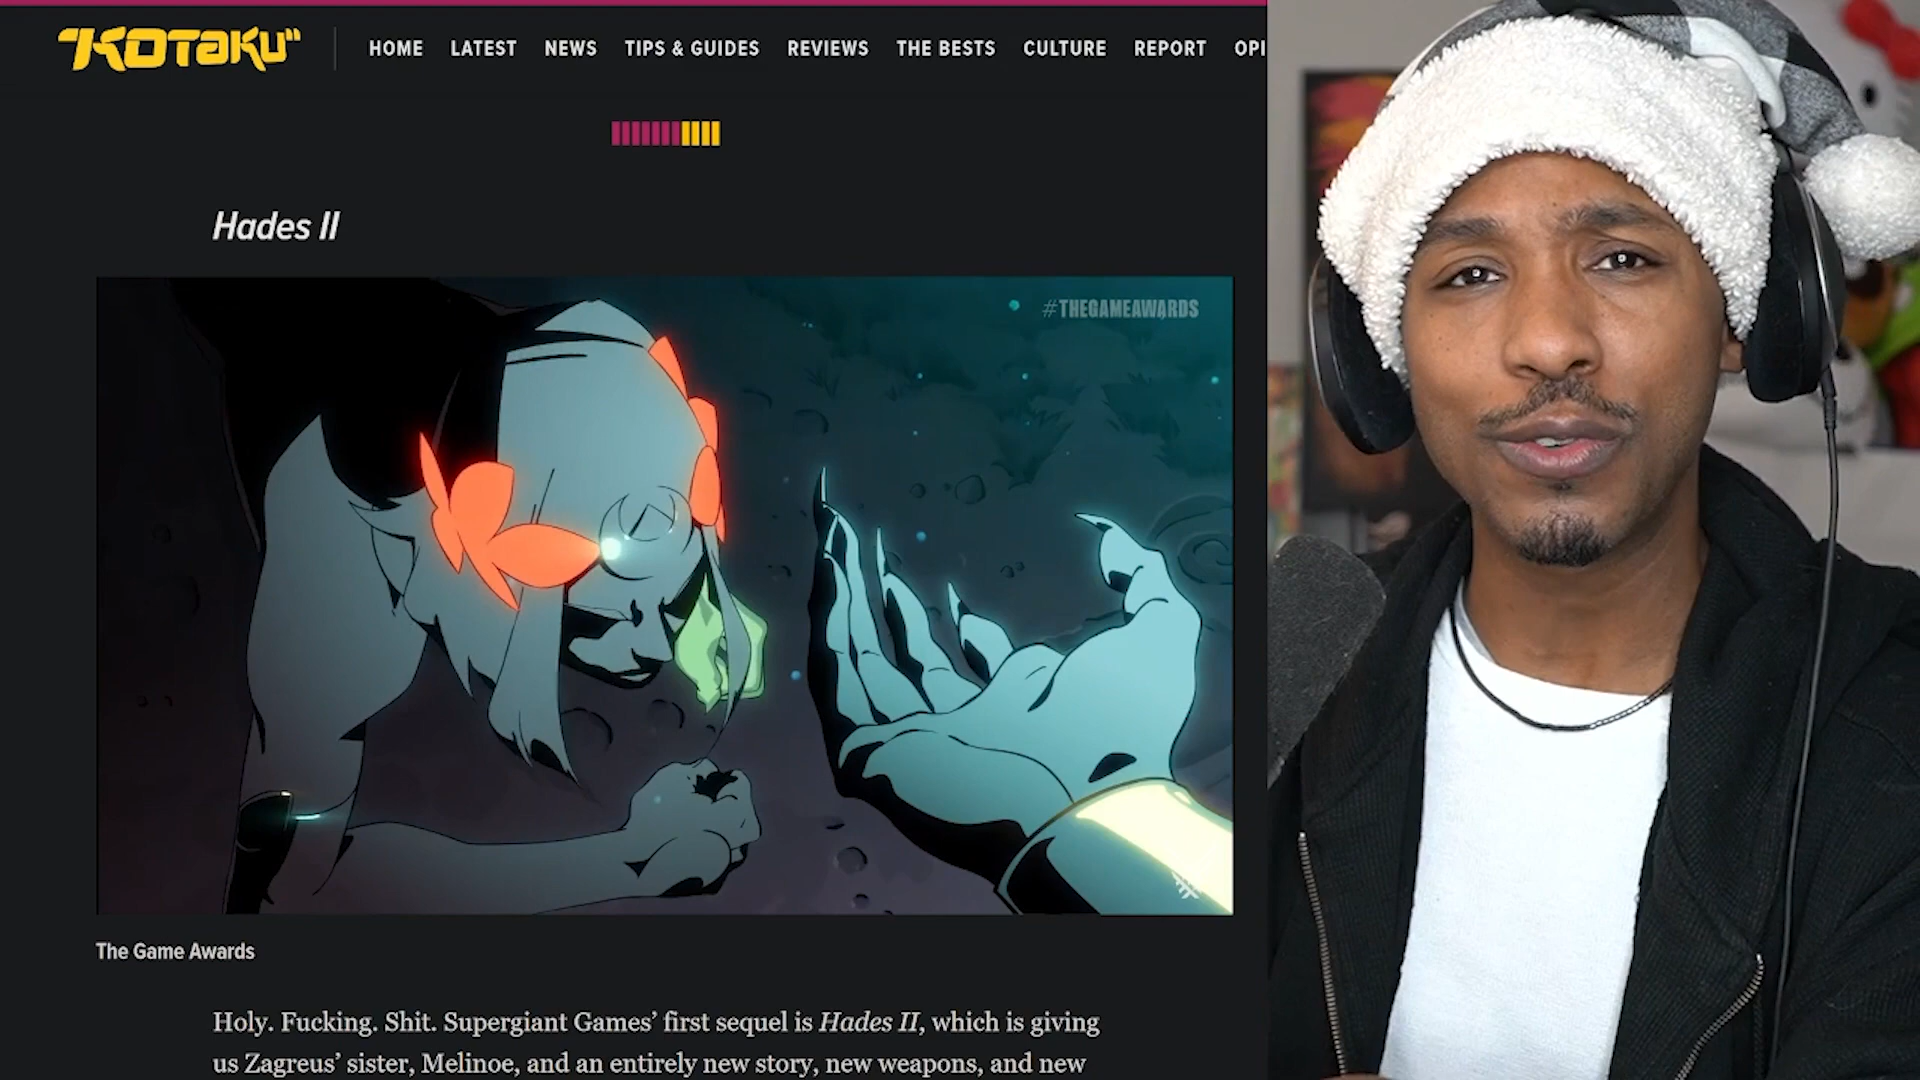 KOTAKU
HOME LATEST NEWS TIPS & GUIDES REVIEWS THE BESTS CULTURE REPORT OPI
Hades II
#THEGAMEAWARDS
The Game Awards
Holy. Fucking. Shit. Supergiant Games’ first sequel is Hades II, which is giving
us Zagreus’ sister, Melinoe, and an entirely new story, new weapons, and new